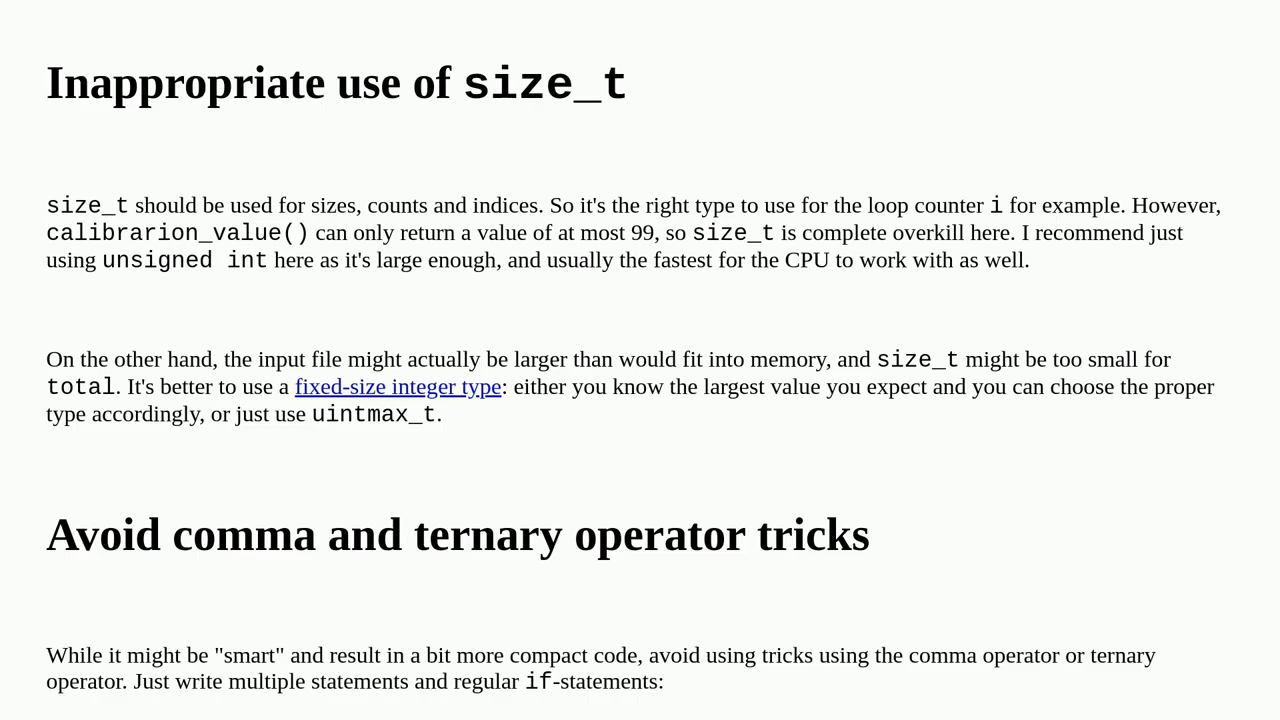 Inappropriate use of size_t
size_t should be used for sizes, counts and indices. So it's the right type to use for the loop counter i for example. However,
calibrarion_value() can only return a value of at most 99, so size_t is complete overkill here. I recommend just
using unsigned int here as it's large enough, and usually the fastest for the CPU to work with as well.
On the other hand, the input file might actually be larger than would fit into memory, and size_t might be too small for
total. It's better to use a fixed-size integer type: either you know the largest value you expect and you can choose the proper
type accordingly, or just use uintmax_t.
Avoid comma and ternary operator tricks
While it might be "smart" and result in a bit more compact code, avoid using tricks using the comma operator or ternary
operator. Just write multiple statements and regular if-statements: